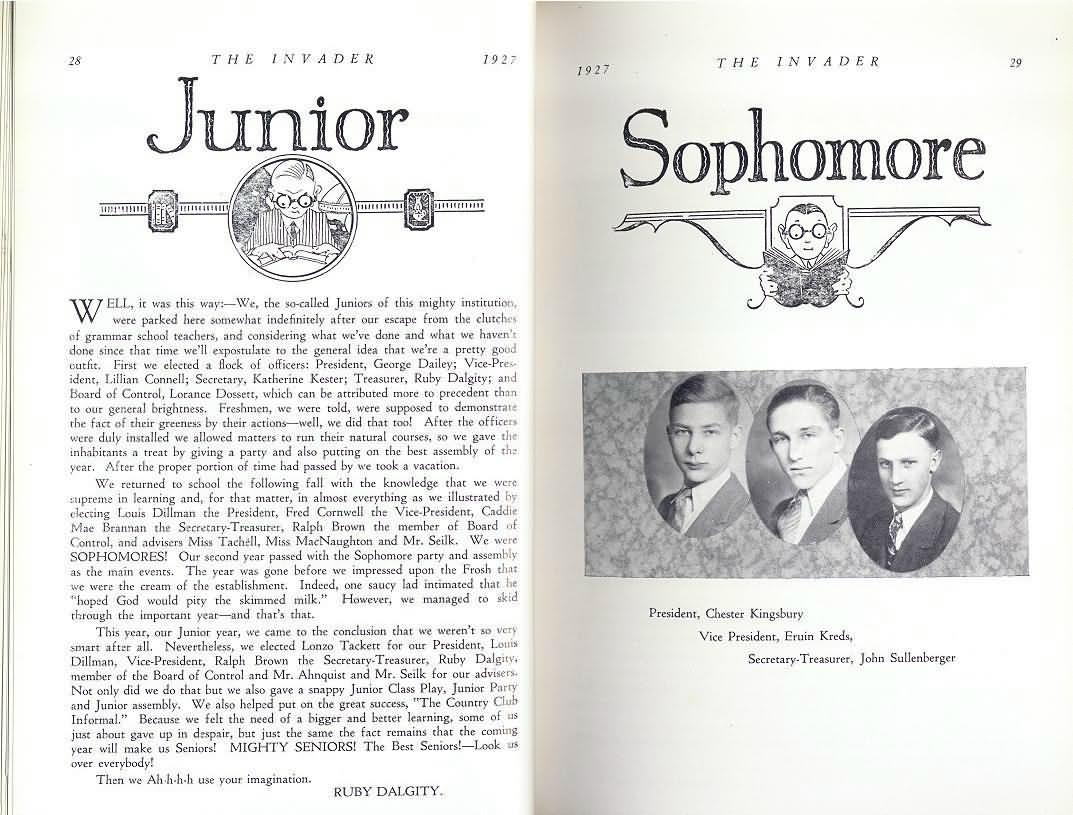 28 THE INVADER 1927
Junior
WELL, it was this way:—We, the so-called Juniors of this mighty institution,
were parked here somewhat indefinitely after our escape from the clutches
of grammar school teachers, and considering what we've done and what we haven't
done since that time we'll expostulate to the general idea that we're a pretty good
outfit. First we elected a flock of officers: President, George Dailey; Vice-Pres-
ident, Lillian Connell; Secretary, Katherine Kester; Treasurer, Ruby Dalgity; and
Board of Control, Lorance Dossett, which can be attributed more to precedent than
to our general brightness. Freshmen, we were told, were supposed to demonstrate
the fact of their greeness by their actions—well, we did that too! After the officers
were duly installed we allowed matters to run their natural courses, so we gave the
inhabitants a treat by giving a party and also putting on the best assembly of the
year. After the proper portion of time had passed by we took a vacation.
We returned to school the following fall with the knowledge that we were
supreme in learning and, for that matter, in almost everything as we illustrated by
electing Louis Dillman the President, Fred Cornwell the Vice-President, Caddie
Mae Brannan the Secretary-Treasurer, Ralph Brown the member of Board of
Control, and advisers Miss Tachell, Miss MacNaughton and Mr. Seilk. We were
SOPHOMORES! Our second year passed with the Sophomore party and assembly
as the main events. The year was gone before we impressed upon the Frosh that
we were the cream of the establishment. Indeed, one saucy lad intimated that he
"hoped God would pity the skimmed milk." However, we managed to skid
through the important year—and that's that.
This year, our Junior year, we came to the conclusion that we weren't so very
smart after all. Nevertheless, we elected Lonzo Tackett for our President, Louis
Dillman, Vice-President, Ralph Brown the Secretary-Treasurer, Ruby Dalgity,
member of the Board of Control and Mr. Ahnquist and Mr. Seilk for our advisers.
Not only did we do that but we also gave a snappy Junior Class Play, Junior Party
and Junior assembly. We also helped put on the great success, "The Country Club
Informal." Because we felt the need of a bigger and better learning, some of us
just about gave up in despair, but just the same the fact remains that the coming
year will make us Seniors! MIGHTY SENIORS! The Best Seniors!—Look us
over everybody!
Then we Ah-h-h-h use your imagination.
RUBY DALGITY.
1927 THE INVADER 29
Sophomore
President, Chester Kingsbury
Vice President, Eruin Kreds,
Secretary-Treasurer, John Sullenberger